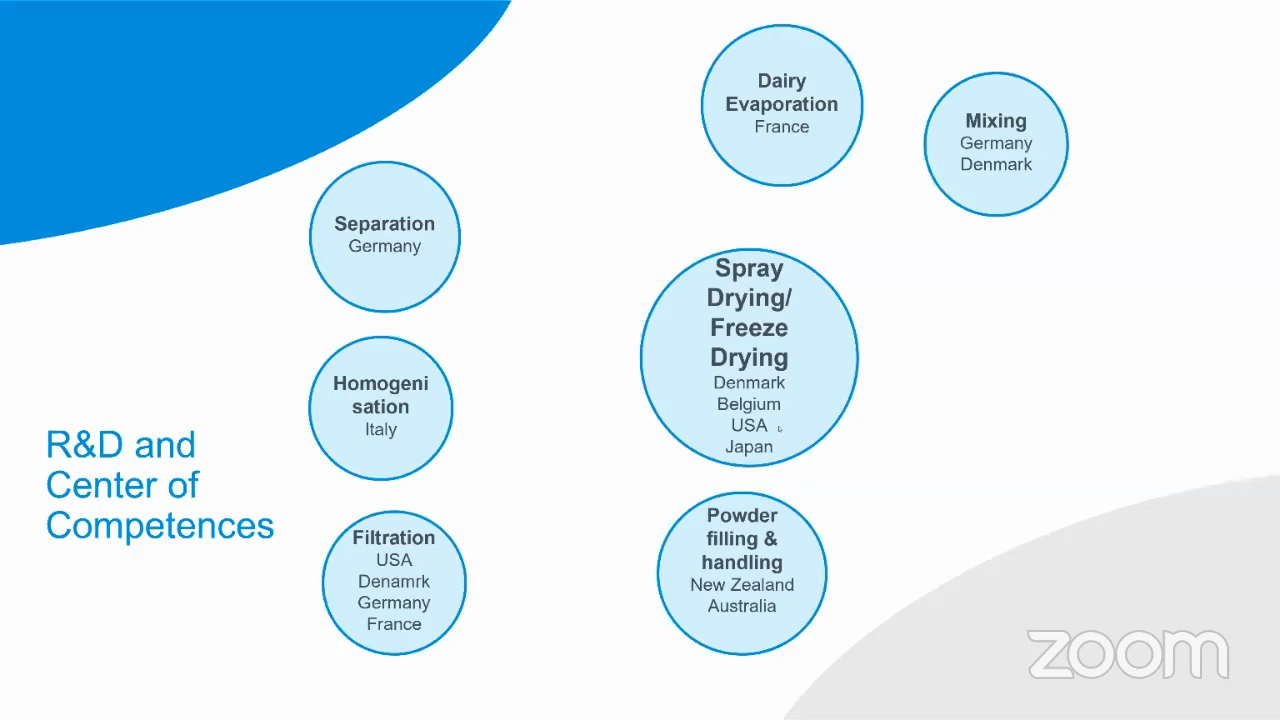 R&D and
Center of
Competences
Separation
Germany
Homogeni
sation
Italy
Filtration
USA
Denamrk
Germany
France
Dairy
Evaporation
France
Mixing
Germany
Denmark
Spray
Drying/
Freeze
Drying
Denmark
Belgium
USA
Japan
Powder
filling &
handling
New Zealand
Australia
zoom